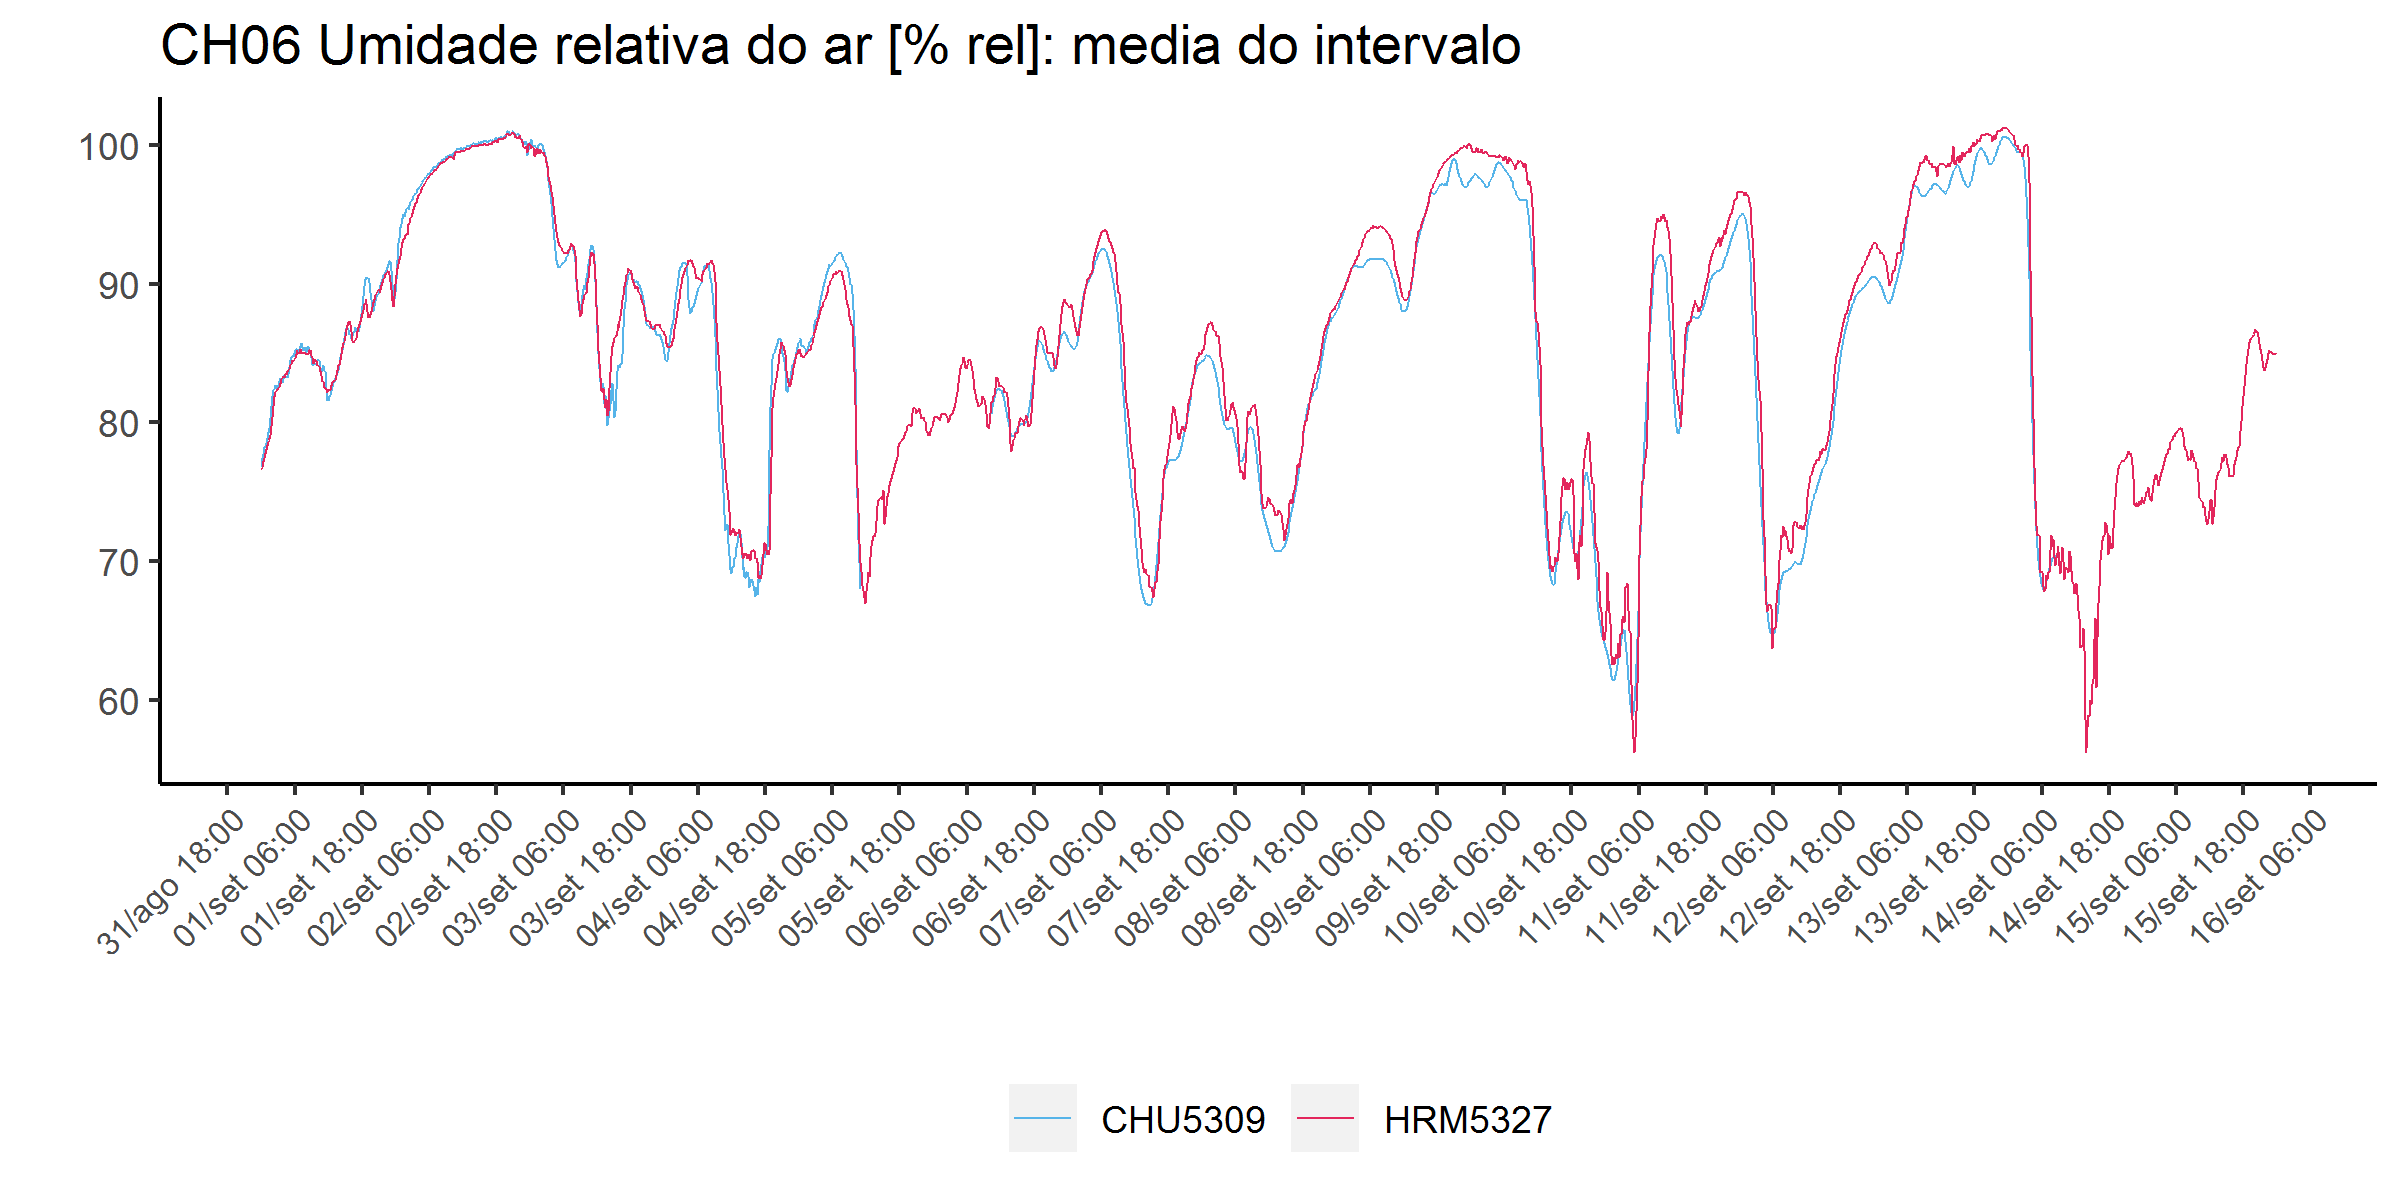 CH06 Umidade relativa do ar [% rel]: media do intervalo
100
90
80
70
60
31/ago 18:00
01/set 06:00
01/set 18:00
02/set 06:00
02/set 18:00
03/set 06:00
03/set 18:00
04/set 06:00
04/set 18:00
05/set 06:00
05/set 18:00
06/set 06:00
06/set 18:00
07/set 06:00
07/set 18:00
08/set 06:00
08/set 18:00
09/set 06:00
09/set 18:00
10/set 06:00
10/set 18:00
11/set 06:00
11/set 18:00
12/set 06:00
12/set 18:00
13/set 06:00
13/set 18:00
14/set 06:00
14/set 18:00
15/set 06:00
15/set 18:00
16/set 06:00
CHU5309 HRM5327